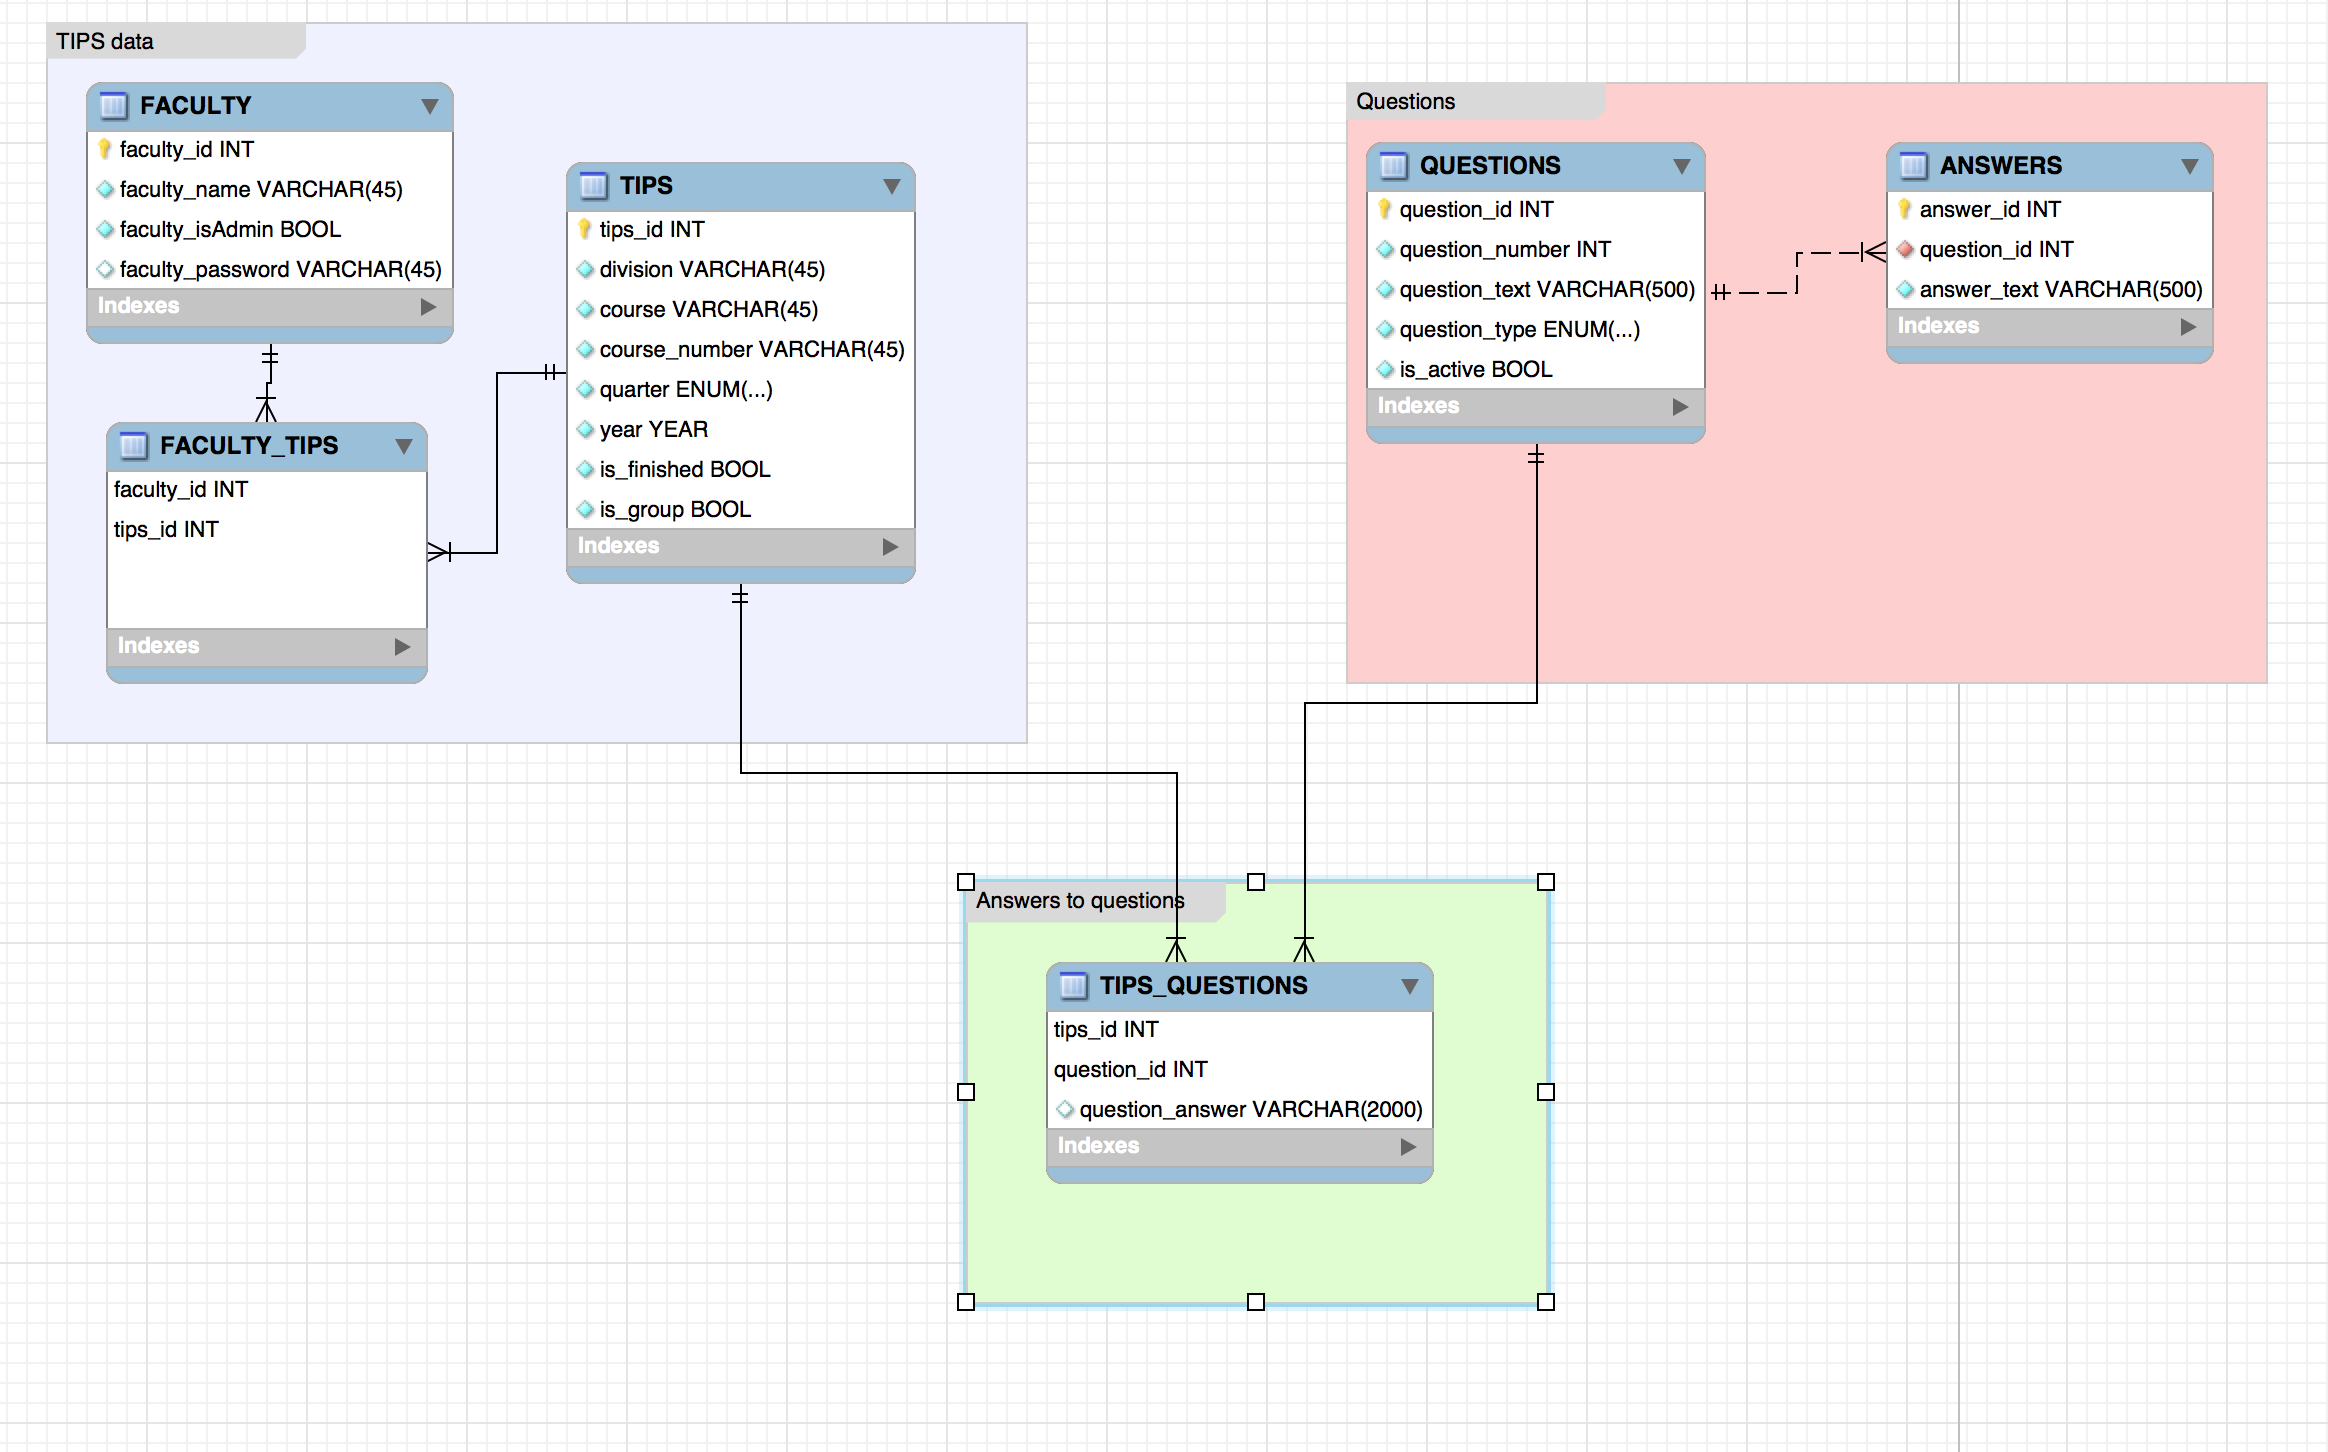 TIPS data
FACULTY
faculty_id INT
faculty_name VARCHAR(45)
faculty_isAdmin BOOL
faculty_password VARCHAR(45)
Indexes
FACULTY_TIPS
faculty_id INT
tips_id INT
Indexes
TIPS
tips_id INT
division VARCHAR(45)
course VARCHAR(45)
course_number VARCHAR(45)
quarter ENUM(...)
year YEAR
is_finished BOOL
is_group BOOL
Indexes
Questions
QUESTIONS
question_id INT
question_number INT
question_text VARCHAR(500)
question_type ENUM(...)
is_active BOOL
Indexes
ANSWERS
answer_id INT
question_id INT
answer_text VARCHAR(500)
Indexes
Answers to questions
TIPS_QUESTIONS
tips_id INT
question_id INT
question_answer VARCHAR(2000)
Indexes